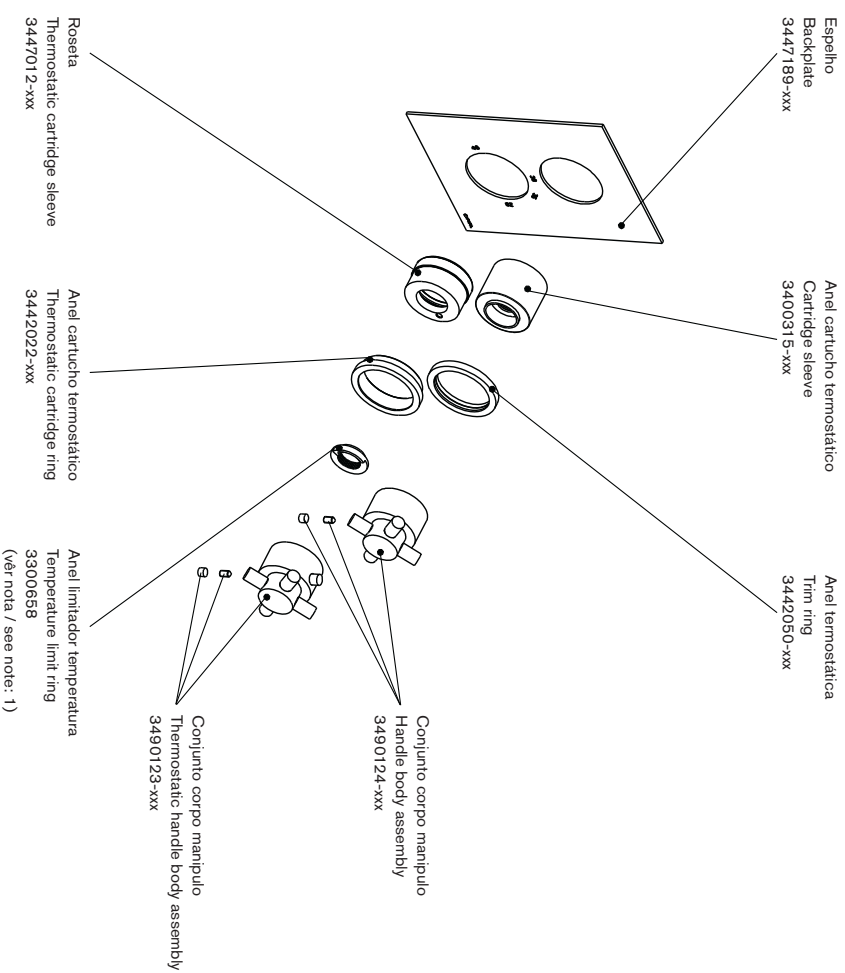 Espelho
Backplate
3447189-xxx
Anel cartucho termostático
Cartridge sleeve
3400315-xxx
Anel termostática
Trim ring
3442050-xxx
Conjunto corpo manipulo
Handle body assembly
3490124-xxx
Conjunto corpo manipulo
Thermostatic handle body assembly
3490123-xxx
Roseta
Thermostatic cartridge sleeve
3447012-xxx
Anel cartucho termostático
Thermostatic cartridge ring
3442022-xxx
Anel limitador temperatura
Temperature limit ring
3300658
(vêr nota / see note: 1)